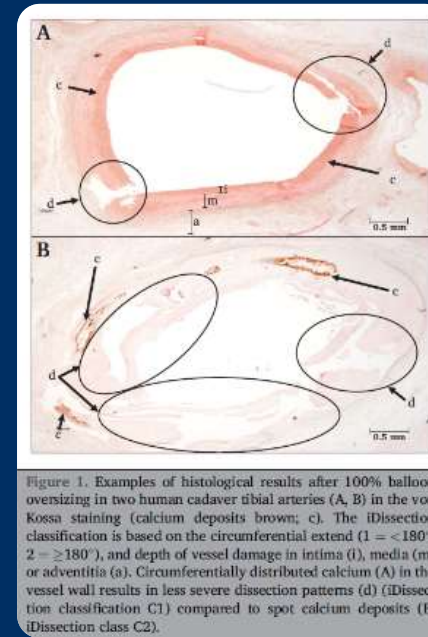 A
d
c
c
d
i
m
a
0.5 mm
B
c
c
d
c
d
0.5 mm
Figure 1. Examples of histological results after 100% balloo
oversizing in two human cadaver tibial arteries (A, B) in the vo
Kossa staining (calcium deposits brown; c). The iDissection
classification is based on the circumferential extend (1 = <180°
2 = ≥180°), and depth of vessel damage in intima (i), media (m
or adventitia (a). Circumferentially distributed calcium (A) in th
vessel wall results in less severe dissection patterns (d) (iDissec
tion classification C1) compared to spot calcium deposits (B
iDissection class C2).